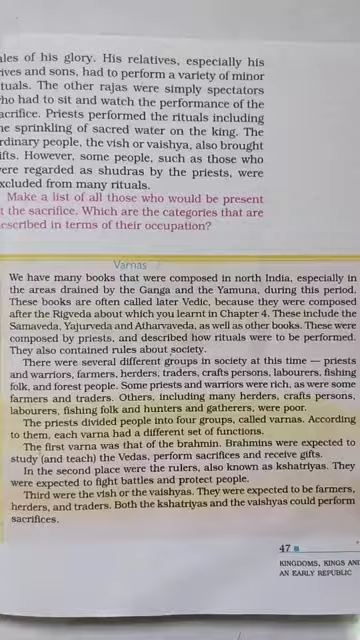 ales of his glory. His relatives, especially his
ives and sons, had to perform a variety of minor
tuals. The other rajas were simply spectators
ho had to sit and watch the performance of the
acrifice. Priests performed the rituals including
he sprinkling of sacred water on the king. The
rdinary people, the vish or vaishya, also brought
ifts. However, some people, such as those who
ere regarded as shudras by the priests, were
xcluded from many rituals.
Make a list of all those who would be present
t the sacrifice. Which are the categories that are
escribed in terms of their occupation?
Varnas
We have many books that were composed in north India, especially in
the areas drained by the Ganga and the Yamuna, during this period.
These books are often called later Vedic, because they were composed
after the Rigveda about which you learnt in Chapter 4. These include the
Samaveda, Yajurveda and Atharvaveda, as well as other books. These were
composed by priests, and described how rituals were to be performed.
They also contained rules about society.
There were several different groups in society at this time — priests
and warriors, farmers, herders, traders, crafts persons, labourers, fishing
folk, and forest people. Some priests and warriors were rich, as were some
farmers and traders. Others, including many herders, crafts persons,
labourers, fishing folk and hunters and gatherers, were poor.
The priests divided people into four groups, called varnas. According
to them, each varna had a different set of functions.
The first varna was that of the brahmin. Brahmins were expected to
study (and teach) the Vedas, perform sacrifices and receive gifts.
In the second place were the rulers, also known as kshatriyas. They
were expected to fight battles and protect people.
Third were the vish or the vaishyas. They were expected to be farmers,
herders, and traders. Both the kshatriyas and the vaishyas could perform
sacrifices.
47
KINGDOMS, KINGS AND
AN EARLY REPUBLIC